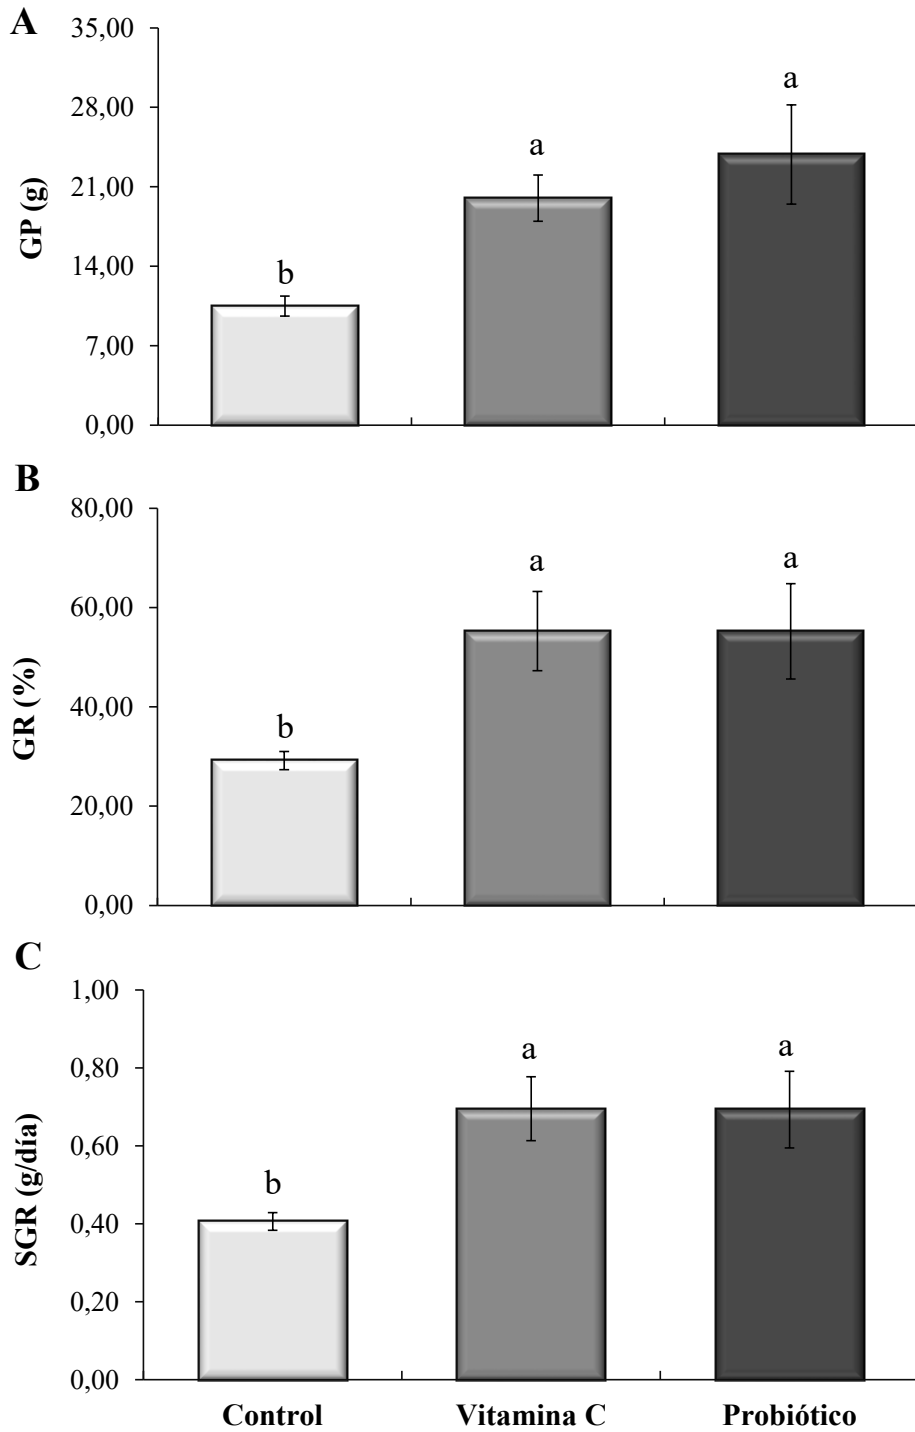 A
35,00
28,00
21,00
14,00
7,00
0,00
GP (g)
b
a
a
B
80,00
60,00
40,00
20,00
0,00
GR (%)
b
a
a
C
1,00
0,80
0,60
0,40
0,20
0,00
SGR (g/día)
b
a
a
Control Vitamina C Probiótico